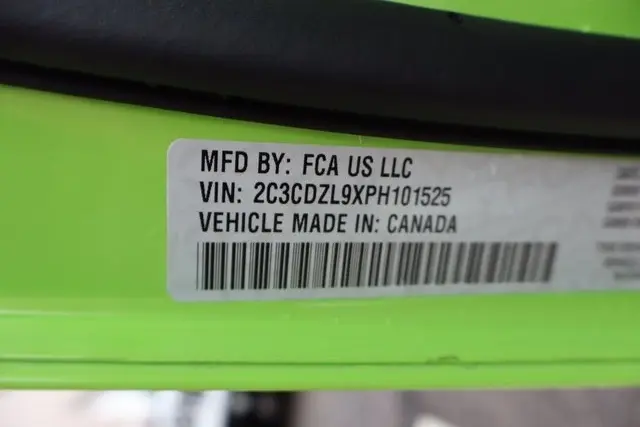 MFD BY: FCA US LLC
VIN: 2C3CDZL9XPH101525
VEHICLE MADE IN: CANADA